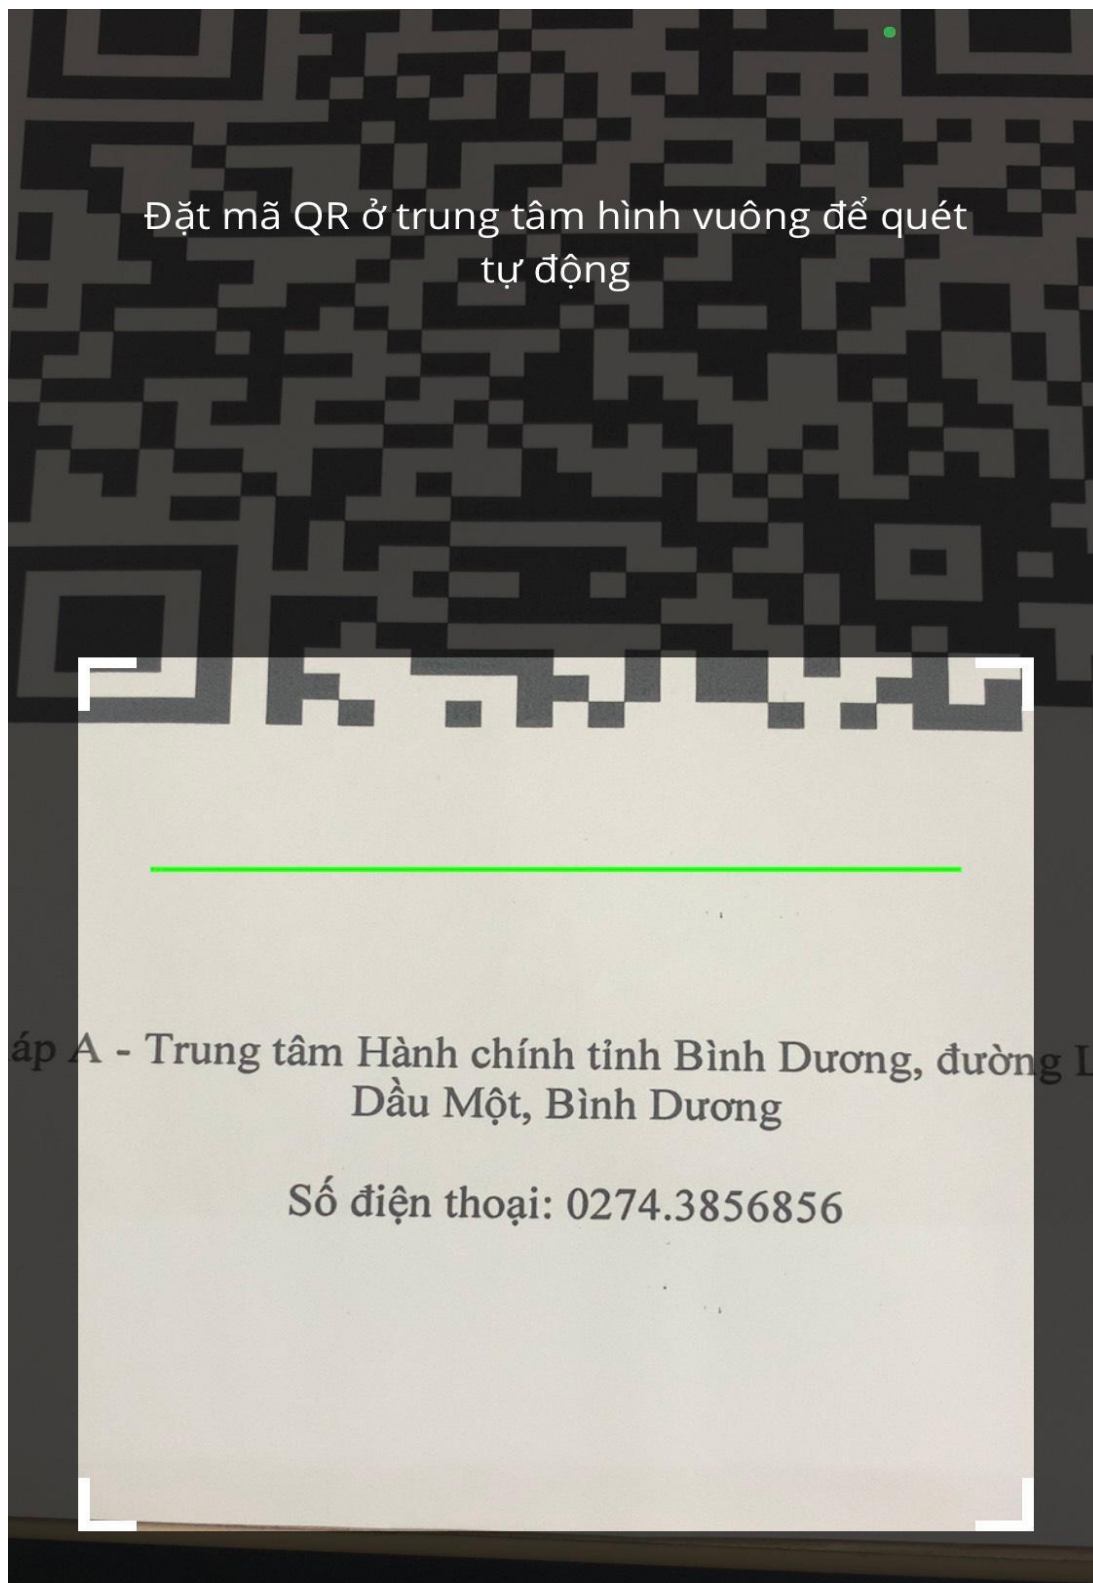 Đặt mã QR ở trung tâm hình vuông để quét
tự động
áp A - Trung tâm Hành chính tỉnh Bình Dương, đường L
Dầu Một, Bình Dương
Số điện thoại: 0274.3856856